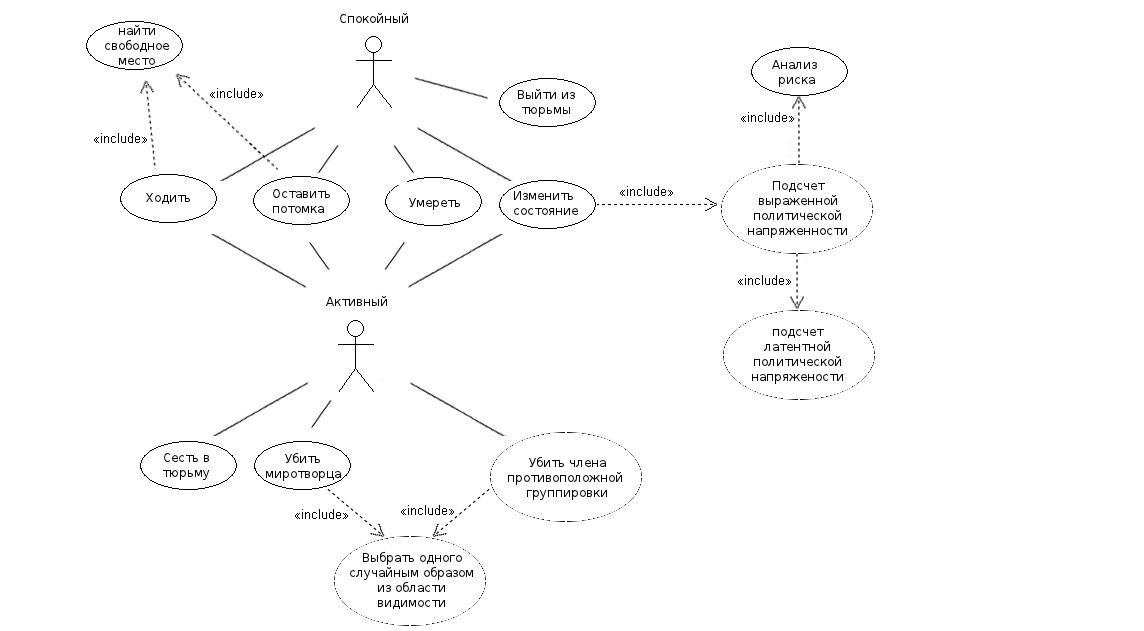 Спокойный
найти
свободное
место
«include»
Выйти из
тюрьмы
Анализ
риска
«include»
«include»
Ходить
Оставить
потомка
Умереть
Изменить
состояние
«include»
Подсчет
выраженной
политической
напряженности
«include»
Активный
подсчет
латентной
политической
напряжености
Сесть в
тюрьму
Убить
миротворца
Убить члена
противоположной
группировки
«include»
«include»
Выбрать одного
случайным образом
из области
видимости